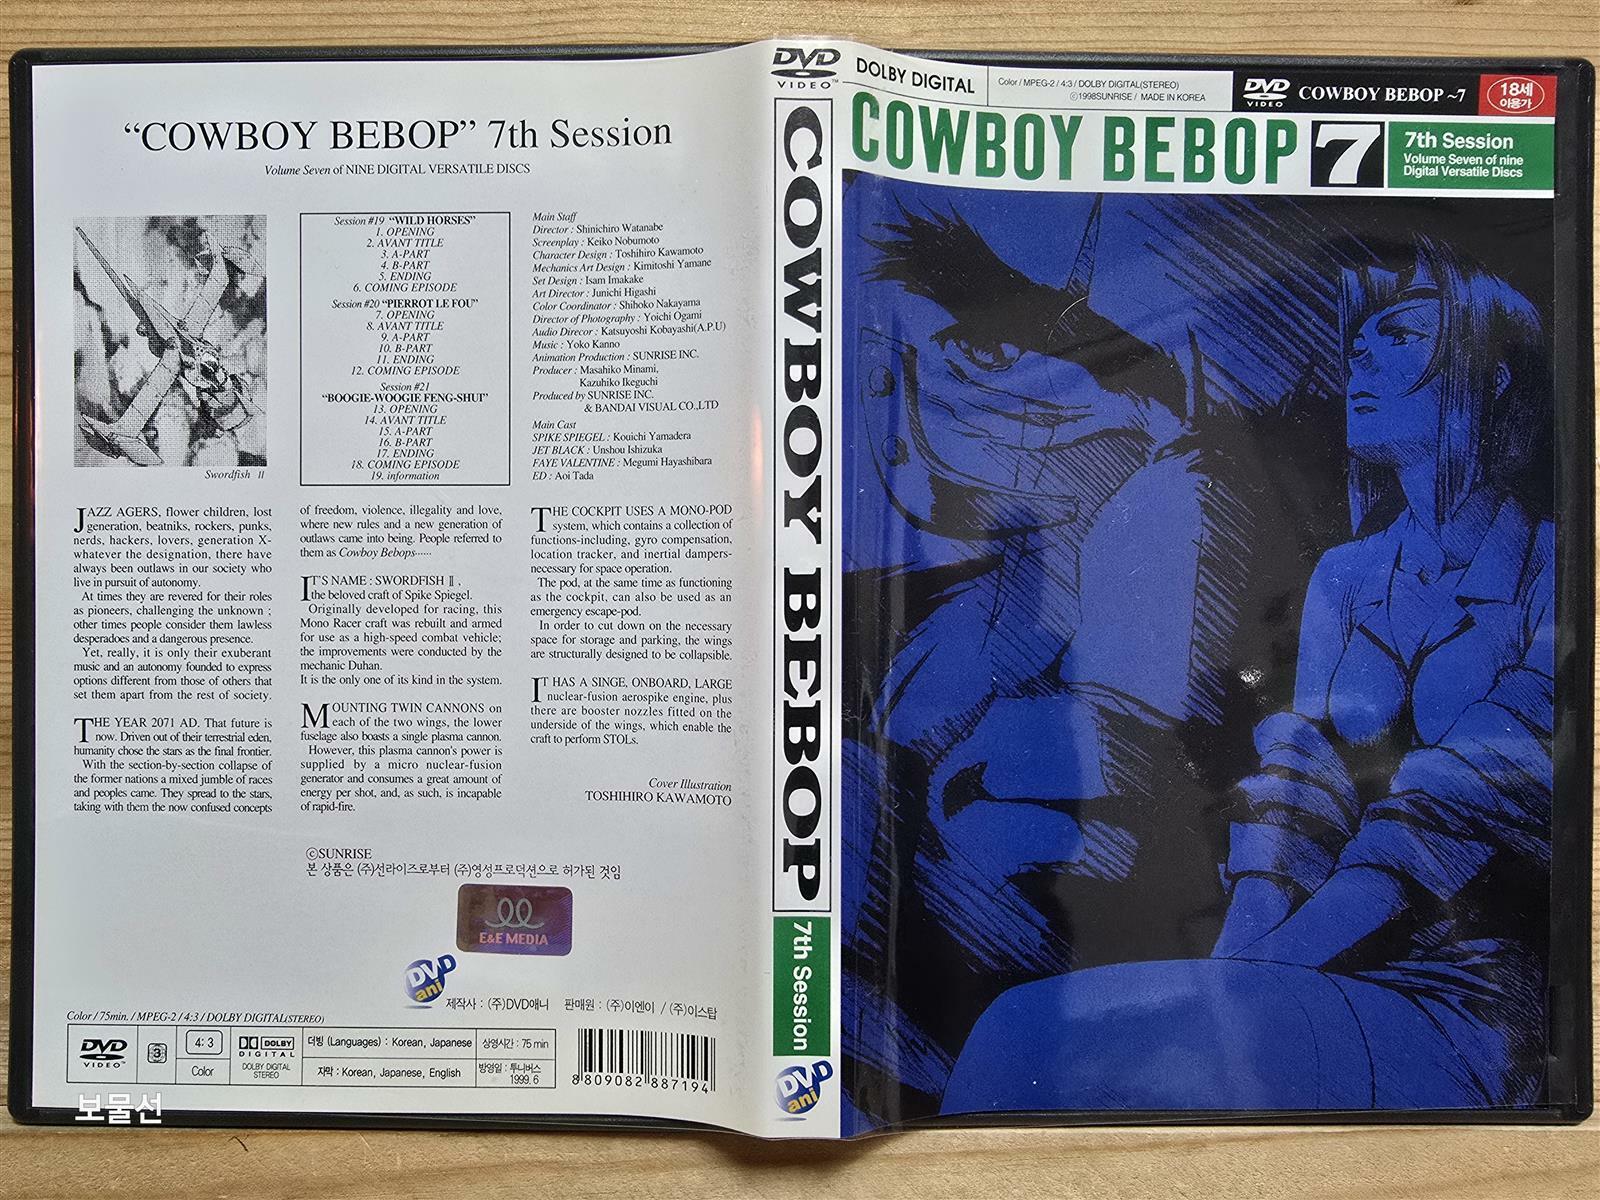 "COWBOY BEBOP" 7th Session
Volume Seven of NINE DIGITAL VERSATILE DISCS
Swordfish II
Session #19 "WILD HORSES"
1. OPENING
2. AVANT TITLE
3. A-PART
4. B-PART
5. ENDING
6. COMING EPISODE
Session #20 "PIERROT LE FOU"
7. OPENING
8. AVANT TITLE
9. A-PART
10. B-PART
11. ENDING
12. COMING EPISODE
Session #21
"BOOGIE-WOOGIE FENG-SHUI"
13. OPENING
14. AVANT TITLE
15. A-PART
16. B-PART
17. ENDING
18. COMING EPISODE
19. information
Main Staff
Director : Shinichiro Watanabe
Screenplay : Keiko Nobumoto
Character Design : Toshihiro Kawamoto
Mechanics Art Design : Kimitoshi Yamane
Set Design : Isam Imakake
Art Director : Junichi Higashi
Color Coordinator : Shihoko Nakayama
Director of Photography : Yoichi Ogami
Audio Direcor : Katsuyoshi Kobayashi(A.P.U)
Music : Yoko Kanno
Animation Production : SUNRISE INC.
Producer : Masahiko Minami,
Kazuhiko Ikeguchi
Produced by SUNRISE INC.
& BANDAI VISUAL CO.,LTD
Main Cast
SPIKE SPIEGEL : Kouichi Yamadera
JET BLACK : Unshou Ishizuka
FAYE VALENTINE : Megumi Hayashibara
ED : Aoi Tada
JAZZ AGERS, flower children, lost
generation, beatniks, rockers, punks,
nerds, hackers, lovers, generation X-
whatever the designation, there have
always been outlaws in our society who
live in pursuit of autonomy.
At times they are revered for their roles
as pioneers, challenging the unknown ;
other times people consider them lawless
desperadoes and a dangerous presence.
Yet, really, it is only their exuberant
music and an autonomy founded to express
options different from those of others that
set them apart from the rest of society.
THE YEAR 2071 AD. That future is
now. Driven out of their terrestrial eden,
humanity chose the stars as the final frontier.
With the section-by-section collapse of
the former nations a mixed jumble of races
and peoples came. They spread to the stars,
taking with them the now confused concepts
of freedom, violence, illegality and love,
where new rules and a new generation of
outlaws came into being. People referred to
them as Cowboy Bebops······
IT'S NAME : SWORDFISH Ⅱ ,
the beloved craft of Spike Spiegel.
Originally developed for racing, this
Mono Racer craft was rebuilt and armed
for use as a high-speed combat vehicle;
the improvements were conducted by the
mechanic Duhan.
It is the only one of its kind in the system.
MOUNTING TWIN CANNONS on
each of the two wings, the lower
fuselage also boasts a single plasma cannon.
However, this plasma cannon's power is
supplied by a micro nuclear-fusion
generator and consumes a great amount of
energy per shot, and, as such, is incapable
of rapid-fire.
THE COCKPIT USES A MONO-POD
system, which contains a collection of
functions-including, gyro compensation,
location tracker, and inertial dampers-
necessary for space operation.
The pod, at the same time as functioning
as the cockpit, can also be used as an
emergency escape-pod.
In order to cut down on the necessary
space for storage and parking, the wings
are structurally designed to be collapsible.
IT HAS A SINGE, ONBOARD, LARGE
nuclear-fusion aerospike engine, plus
there are booster nozzles fitted on the
underside of the wings, which enable the
craft to perform STOLs.
Cover Illustration
TOSHIHIRO KAWAMOTO
ⓒSUNRISE
본 상품은 (주)선라이즈로부터 (주)영성프로덕션으로 허가된 것임
E&E MEDIA
DVD ani
제작사 : (주)DVD애니 판매원 : (주)이엔이 / (주)이스탑
Color / 75min. / MPEG-2 / 4:3 / DOLBY DIGITAL(STEREO)
DVD VIDEO
3
4:3
Color
DOLBY
DIGITAL
DOLBY DIGITAL
STEREO
더빙 (Languages) : Korean, Japanese
자막 : Korean, Japanese, English
상영시간 : 75 min
방영일 : 투니버스
1999. 6
8 809082 887194
보물선
DVD VIDEO
COWBOY BEBOP
7th Session
DVD ani
DOLBY DIGITAL
Color / MPEG-2 / 4:3 / DOLBY DIGITAL(STEREO)
ⓒ1998SUNRISE / MADE IN KOREA
DVD VIDEO
COWBOY BEBOP ~7
18세
이용가
COWBOY BEBOP 7
7th Session
Volume Seven of nine
Digital Versatile Discs